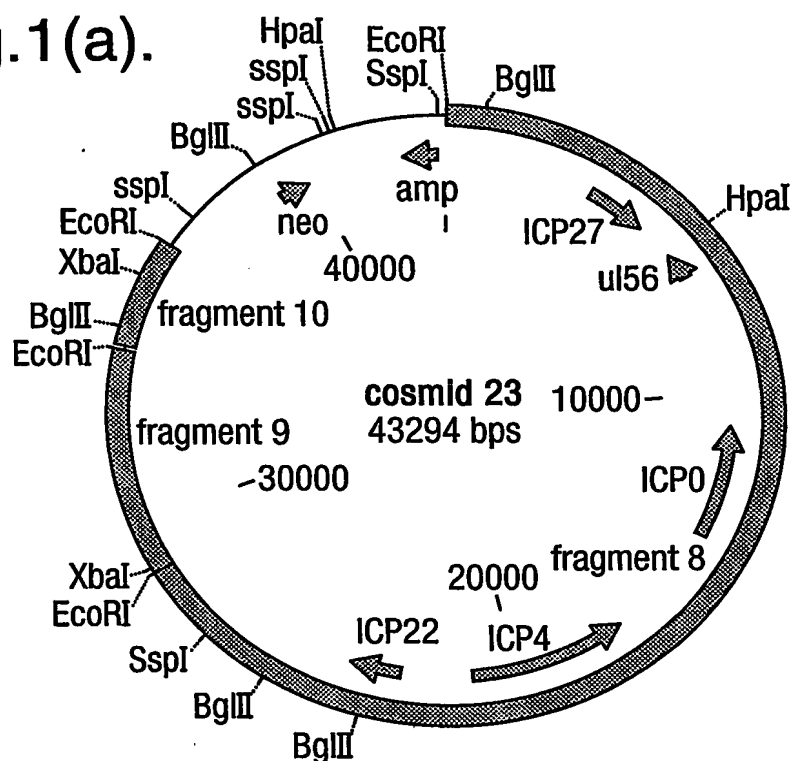 .1(a).
HpaI
sspI
sspI
BglII
sspI
EcoRI
XbaI
BglII
EcoRI
EcoRI
SspI
BglII
HpaI
amp
neo
40000
ICP27
ul56
fragment 10
cosmid 23
43294 bps
10000
fragment 9
30000
ICP0
fragment 8
20000
ICP22
ICP4
XbaI
EcoRI
SspI
BglII
BglII